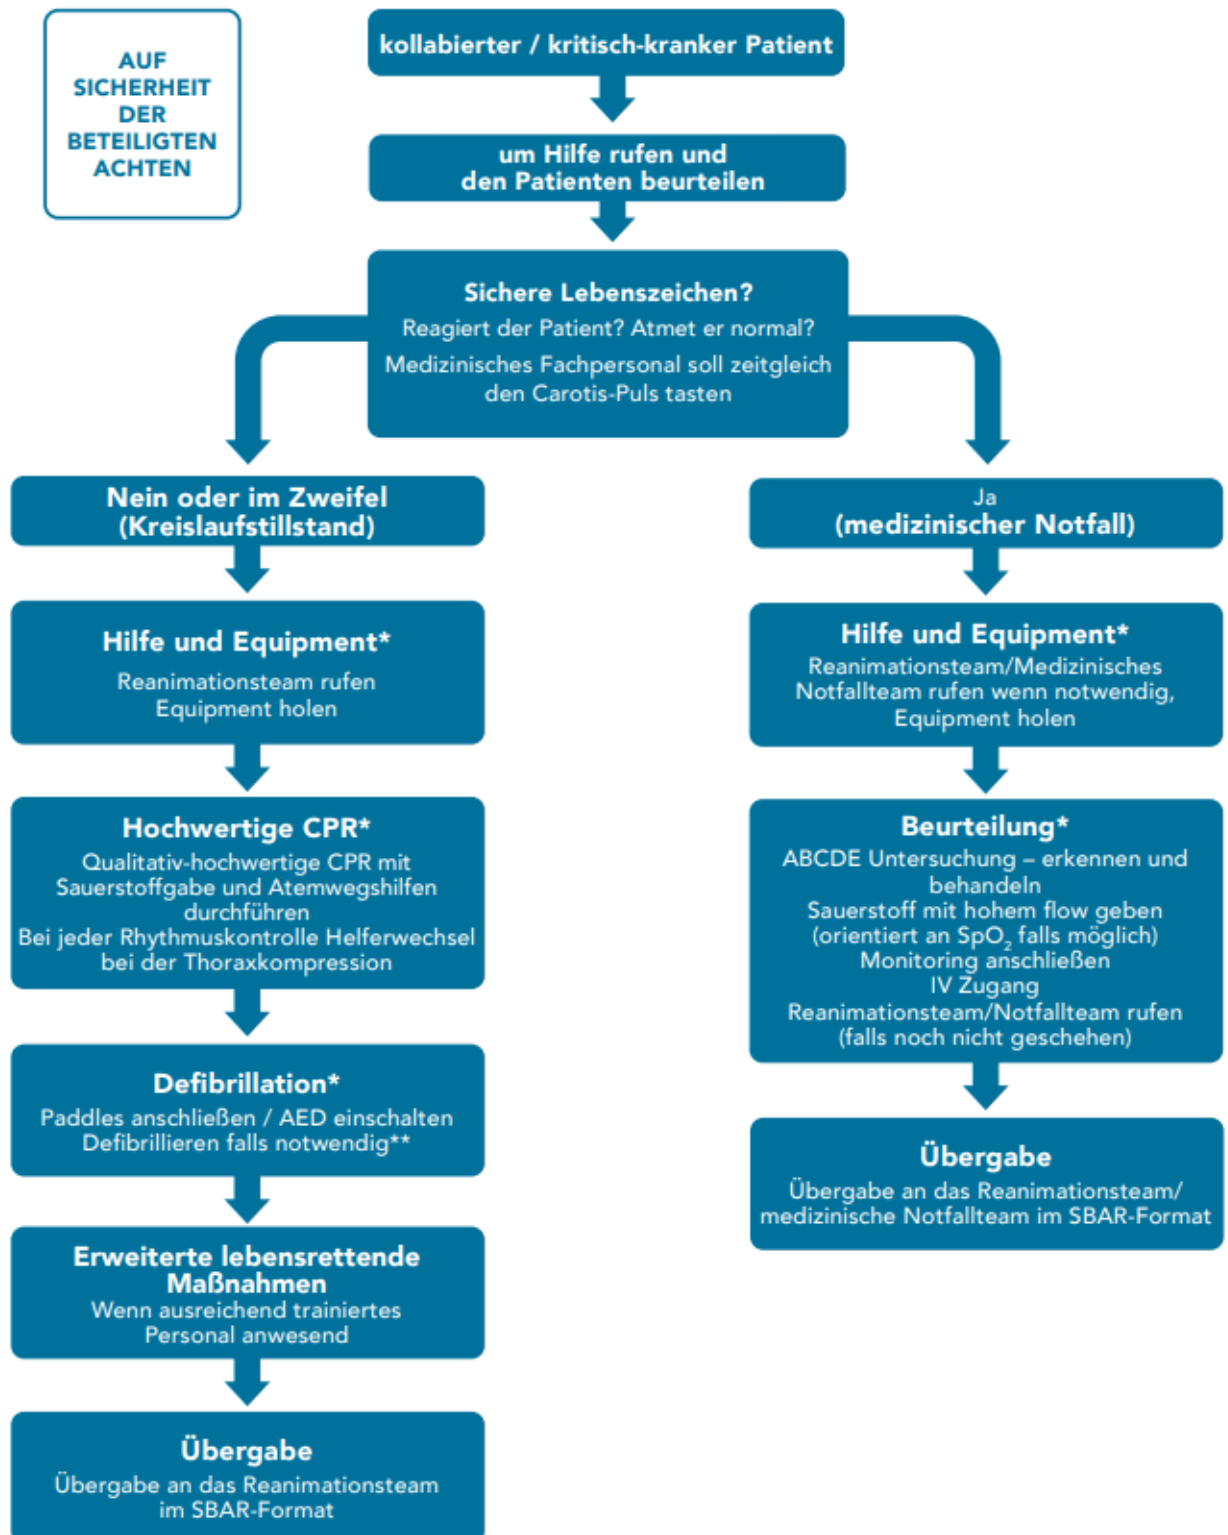 AUF
SICHERHEIT
DER
BETEILIGTEN
ACHTEN
kollabierter / kritisch-kranker Patient
um Hilfe rufen und
den Patienten beurteilen
Sichere Lebenszeichen?
Reagiert der Patient? Atmet er normal?
Medizinisches Fachpersonal soll zeitgleich
den Carotis-Puls tasten
Nein oder im Zweifel
(Kreislaufstillstand)
Hilfe und Equipment*
Reanimationsteam rufen
Equipment holen
Hochwertige CPR*
Qualitativ-hochwertige CPR mit
Sauerstoffgabe und Atemwegshilfen
durchführen
Bei jeder Rhythmuskontrolle Helferwechsel
bei der Thoraxkompression
Defibrillation*
Paddles anschließen / AED einschalten
Defibrillieren falls notwendig**
Erweiterte lebensrettende
Maßnahmen
Wenn ausreichend trainiertes
Personal anwesend
Übergabe
Übergabe an das Reanimationsteam
im SBAR-Format
Ja
(medizinischer Notfall)
Hilfe und Equipment*
Reanimationsteam/Medizinisches
Notfallteam rufen wenn notwendig,
Equipment holen
Beurteilung*
ABCDE Untersuchung – erkennen und
behandeln
Sauerstoff mit hohem flow geben
(orientiert an SpO₂ falls möglich)
Monitoring anschließen
IV Zugang
Reanimationsteam/Notfallteam rufen
(falls noch nicht geschehen)
Übergabe
Übergabe an das Reanimationsteam/
medizinische Notfallteam im SBAR-Format